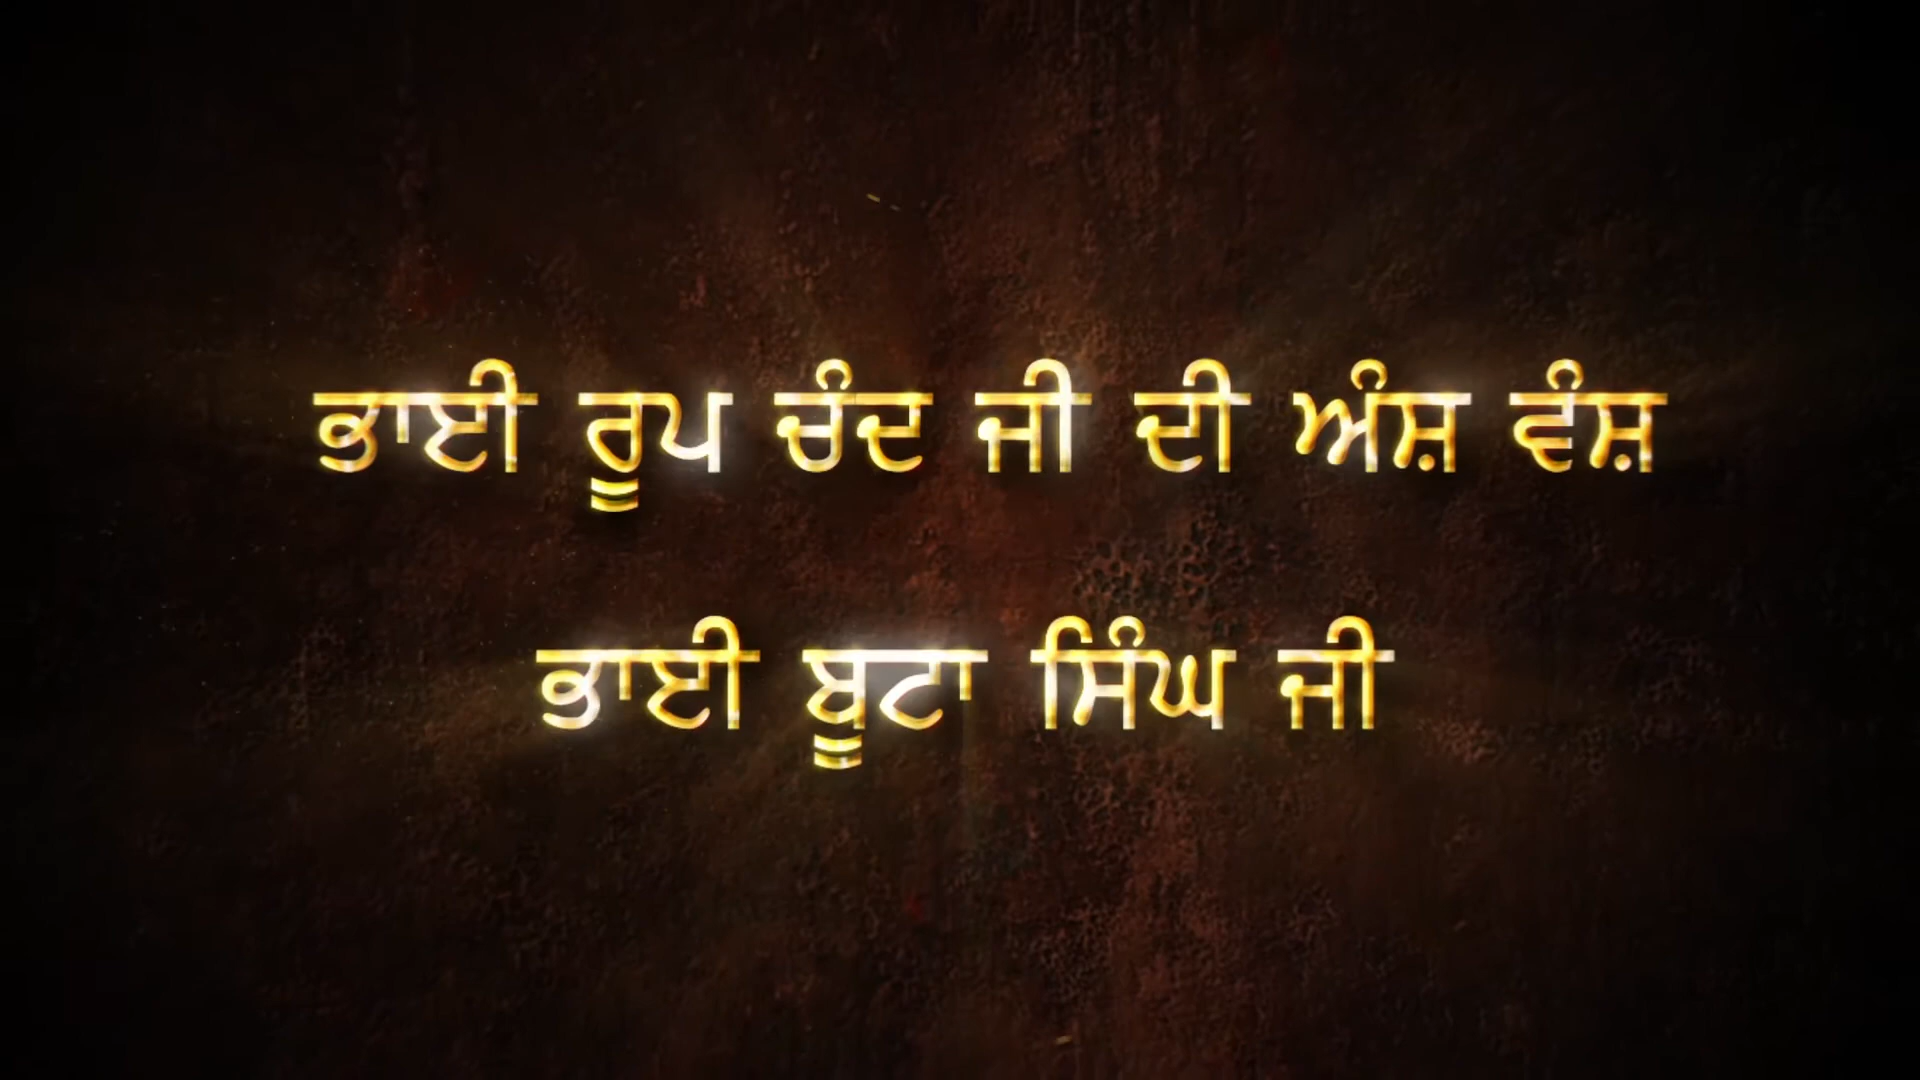 ਭਾਈ ਰੂਪ ਚੰਦ ਜੀ ਦੀ ਅੰਸ਼ ਵੰਸ਼
ਭਾਈ ਬੂਟਾ ਸਿੰਘ ਜੀ